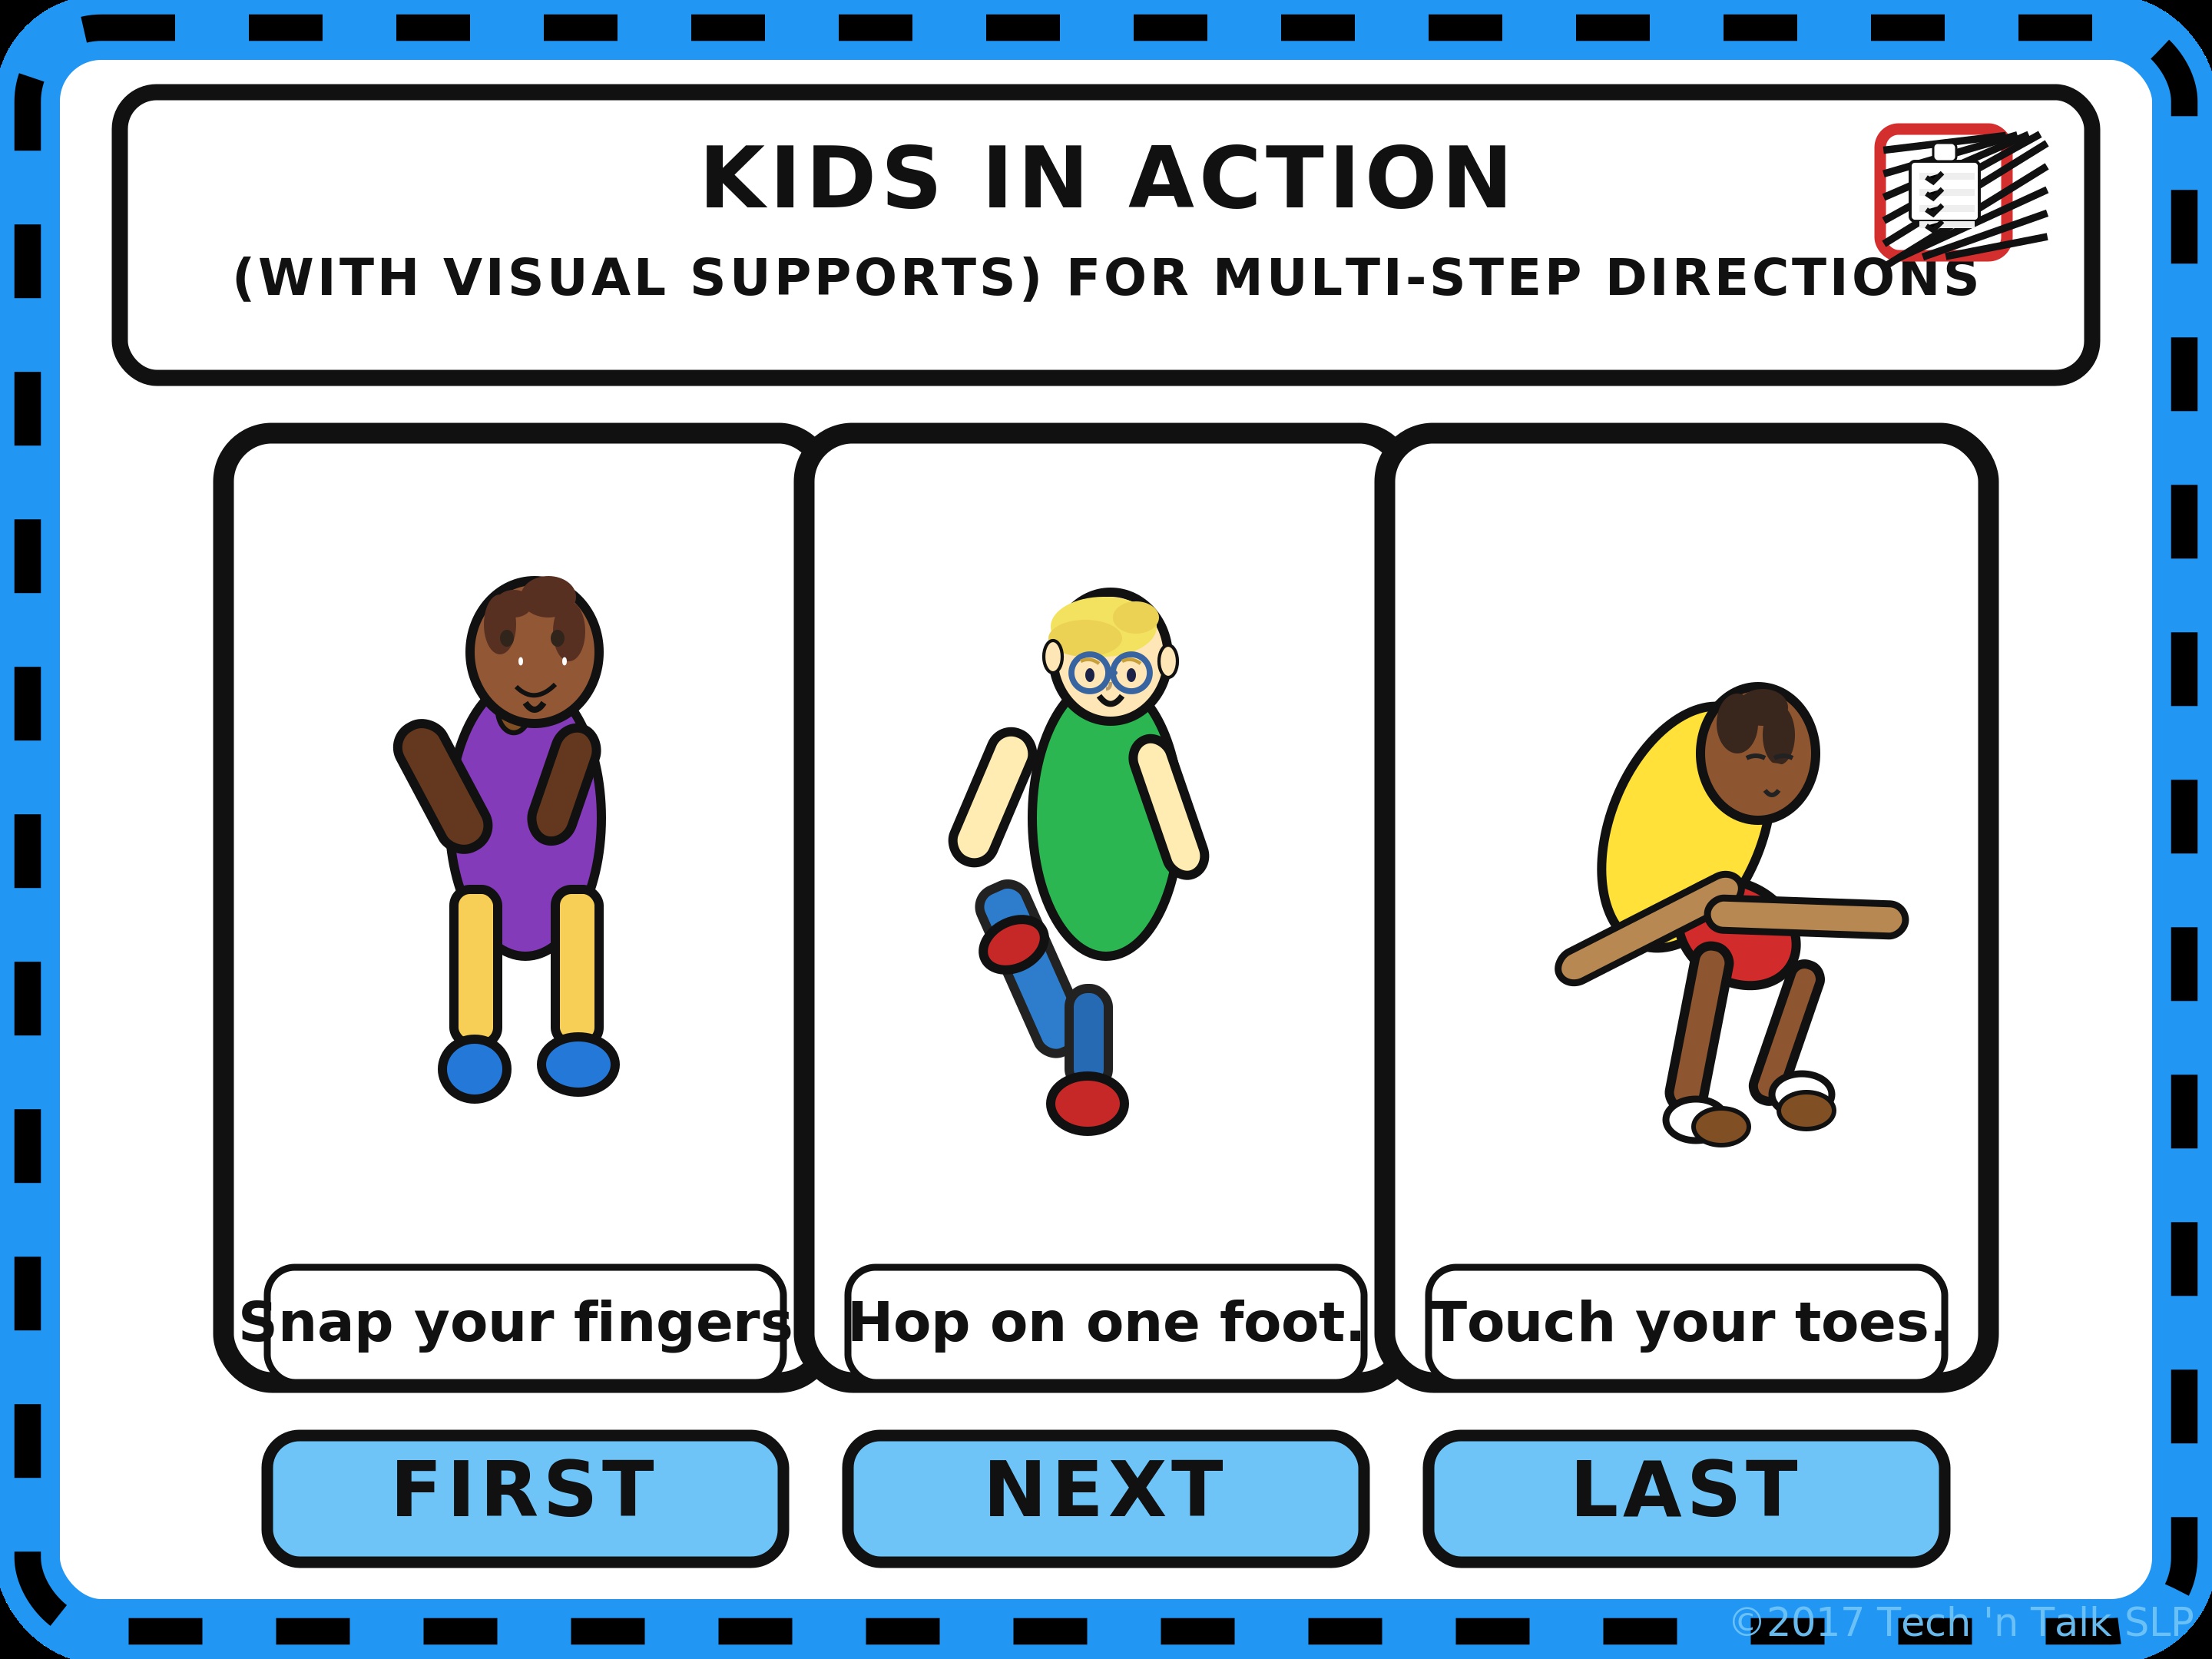 KIDS IN ACTION
(WITH VISUAL SUPPORTS) FOR MULTI-STEP DIRECTIONS
Snap your fingers
Hop on one foot.
Touch your toes.
FIRST
NEXT
LAST
©2017 Tech 'n Talk SLP